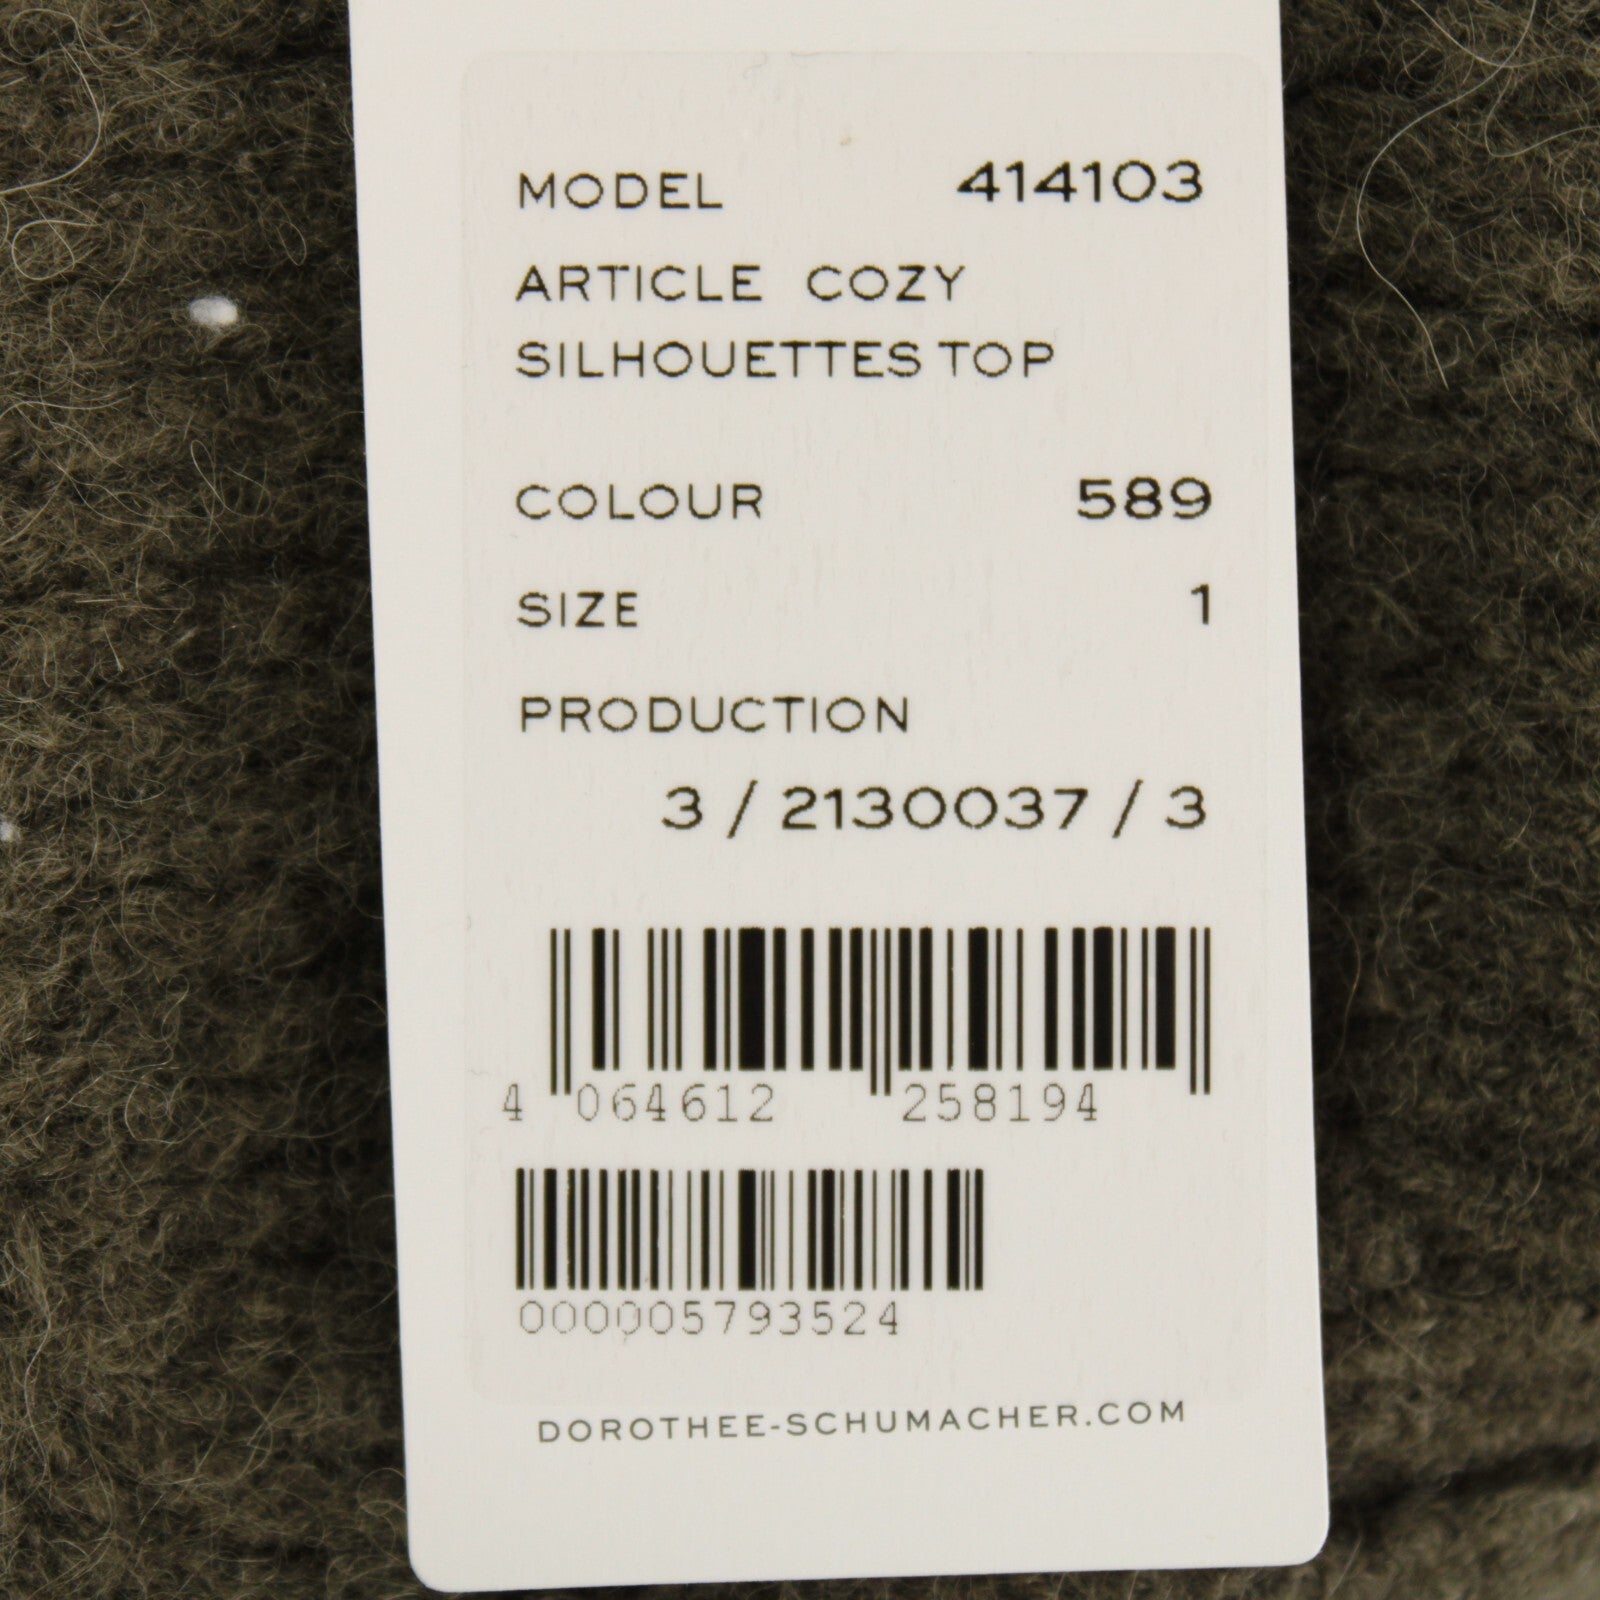 MODEL 414103
ARTICLE COZY
SILHOUETTES TOP
COLOUR 589
SIZE 1
PRODUCTION
3 / 2130037 / 3
4 064612 258194
000005793524
DOROTHEE-SCHUMACHER.COM